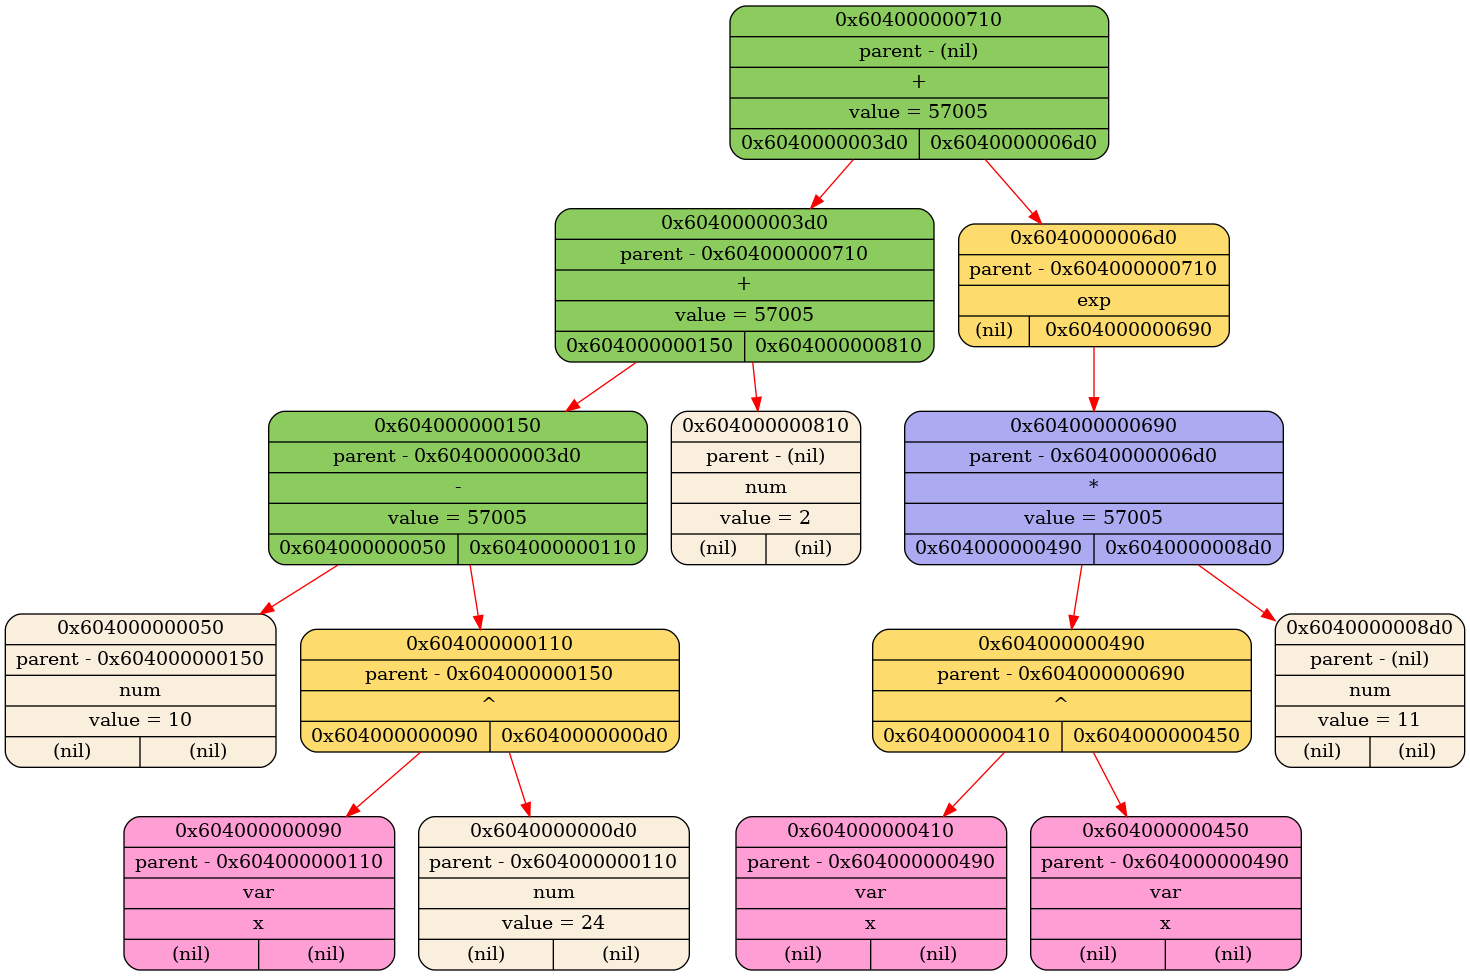 0x604000000710
parent - (nil)
+
value = 57005
0x6040000003d0 0x6040000006d0
0x6040000003d0
parent - 0x604000000710
+
value = 57005
0x604000000150 0x604000000810
0x6040000006d0
parent - 0x604000000710
exp
(nil) 0x604000000690
0x604000000150
parent - 0x6040000003d0
-
value = 57005
0x604000000050 0x604000000110
0x604000000810
parent - (nil)
num
value = 2
(nil) (nil)
0x604000000690
parent - 0x6040000006d0
*
value = 57005
0x604000000490 0x6040000008d0
0x604000000050
parent - 0x604000000150
num
value = 10
(nil) (nil)
0x604000000110
parent - 0x604000000150
^
0x604000000090 0x6040000000d0
0x604000000490
parent - 0x604000000690
^
0x604000000410 0x604000000450
0x6040000008d0
parent - (nil)
num
value = 11
(nil) (nil)
0x604000000090
parent - 0x604000000110
var
x
(nil) (nil)
0x6040000000d0
parent - 0x604000000110
num
value = 24
(nil) (nil)
0x604000000410
parent - 0x604000000490
var
x
(nil) (nil)
0x604000000450
parent - 0x604000000490
var
x
(nil) (nil)